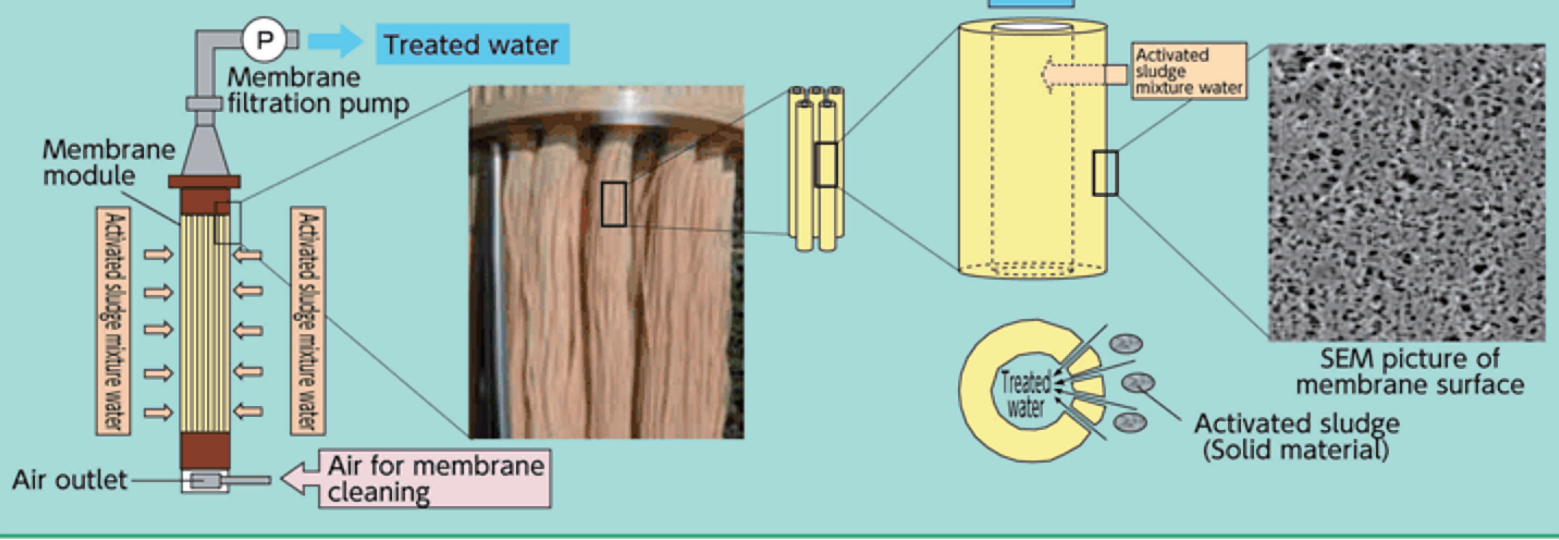 P
Treated water
Membrane
filtration pump
Membrane
module
Activated sludge mixture water
Activated sludge mixture water
Air outlet
Air for membrane
cleaning
Activated
sludge
mixture water
Treated
water
SEM picture of
membrane surface
Activated sludge
(Solid material)